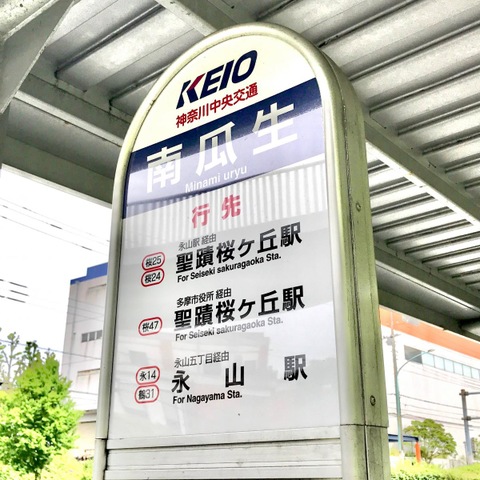 KEIO
神奈川中央交通
南瓜生
Minami uryu
行先
永山駅 経由
桜25 聖蹟桜ヶ丘駅
桜24 For Seiseki sakuragaoka Sta.
多摩市役所 経由
桜47 聖蹟桜ヶ丘駅
For Seiseki sakuragaoka Sta.
永山五丁目経由
永14 永山駅
鶴31 For Nagayama Sta.